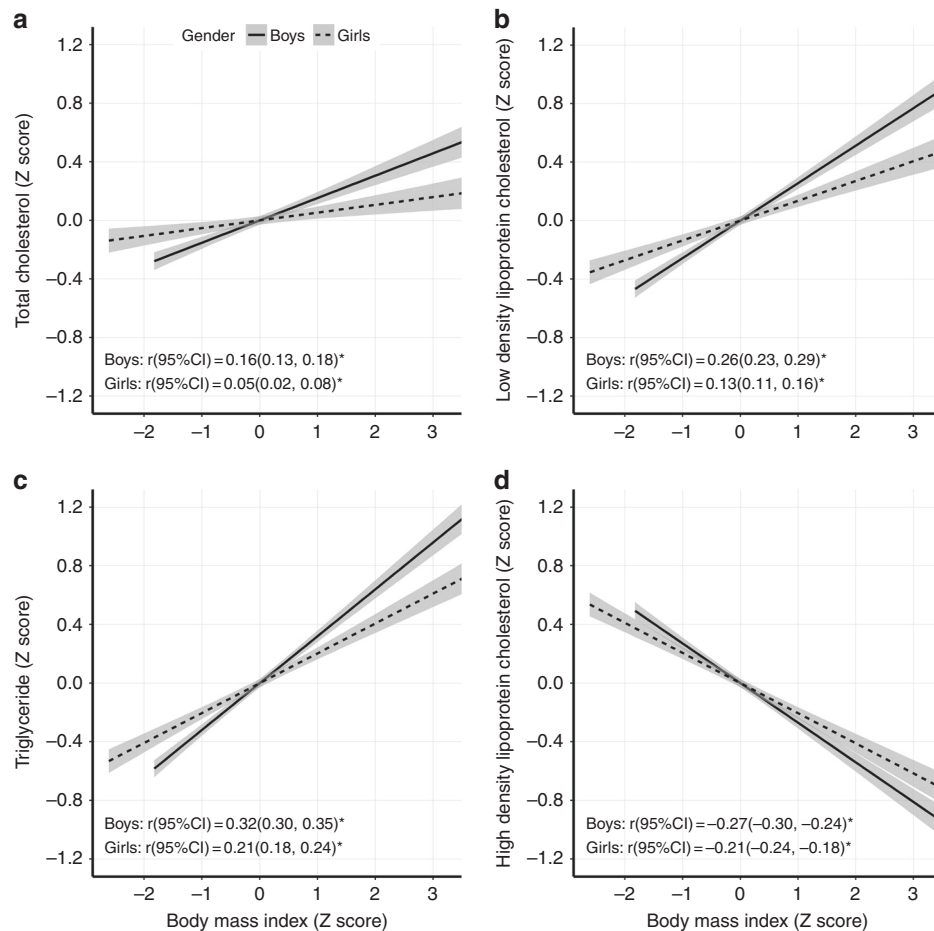 a
Gender Boys Girls
Total cholesterol (Z score)
1.2
0.8
0.4
0.0
−0.4
−0.8
−1.2
Boys: r(95%CI)=0.16(0.13, 0.18)*
Girls: r(95%CI)=0.05(0.02, 0.08)*
−2 −1 0 1 2 3
b
Low density lipoprotein cholesterol (Z score)
1.2
0.8
0.4
0.0
−0.4
−0.8
−1.2
Boys: r(95%CI)=0.26(0.23, 0.29)*
Girls: r(95%CI)=0.13(0.11, 0.16)*
−2 −1 0 1 2 3
c
Triglyceride (Z score)
1.2
0.8
0.4
0.0
−0.4
−0.8
−1.2
Boys: r(95%CI)=0.32(0.30, 0.35)*
Girls: r(95%CI)=0.21(0.18, 0.24)*
−2 −1 0 1 2 3
Body mass index (Z score)
d
High density lipoprotein cholesterol (Z score)
1.2
0.8
0.4
0.0
−0.4
−0.8
−1.2
Boys: r(95%CI)=−0.27(−0.30, −0.24)*
Girls: r(95%CI)=−0.21(−0.24, −0.18)*
−2 −1 0 1 2 3
Body mass index (Z score)